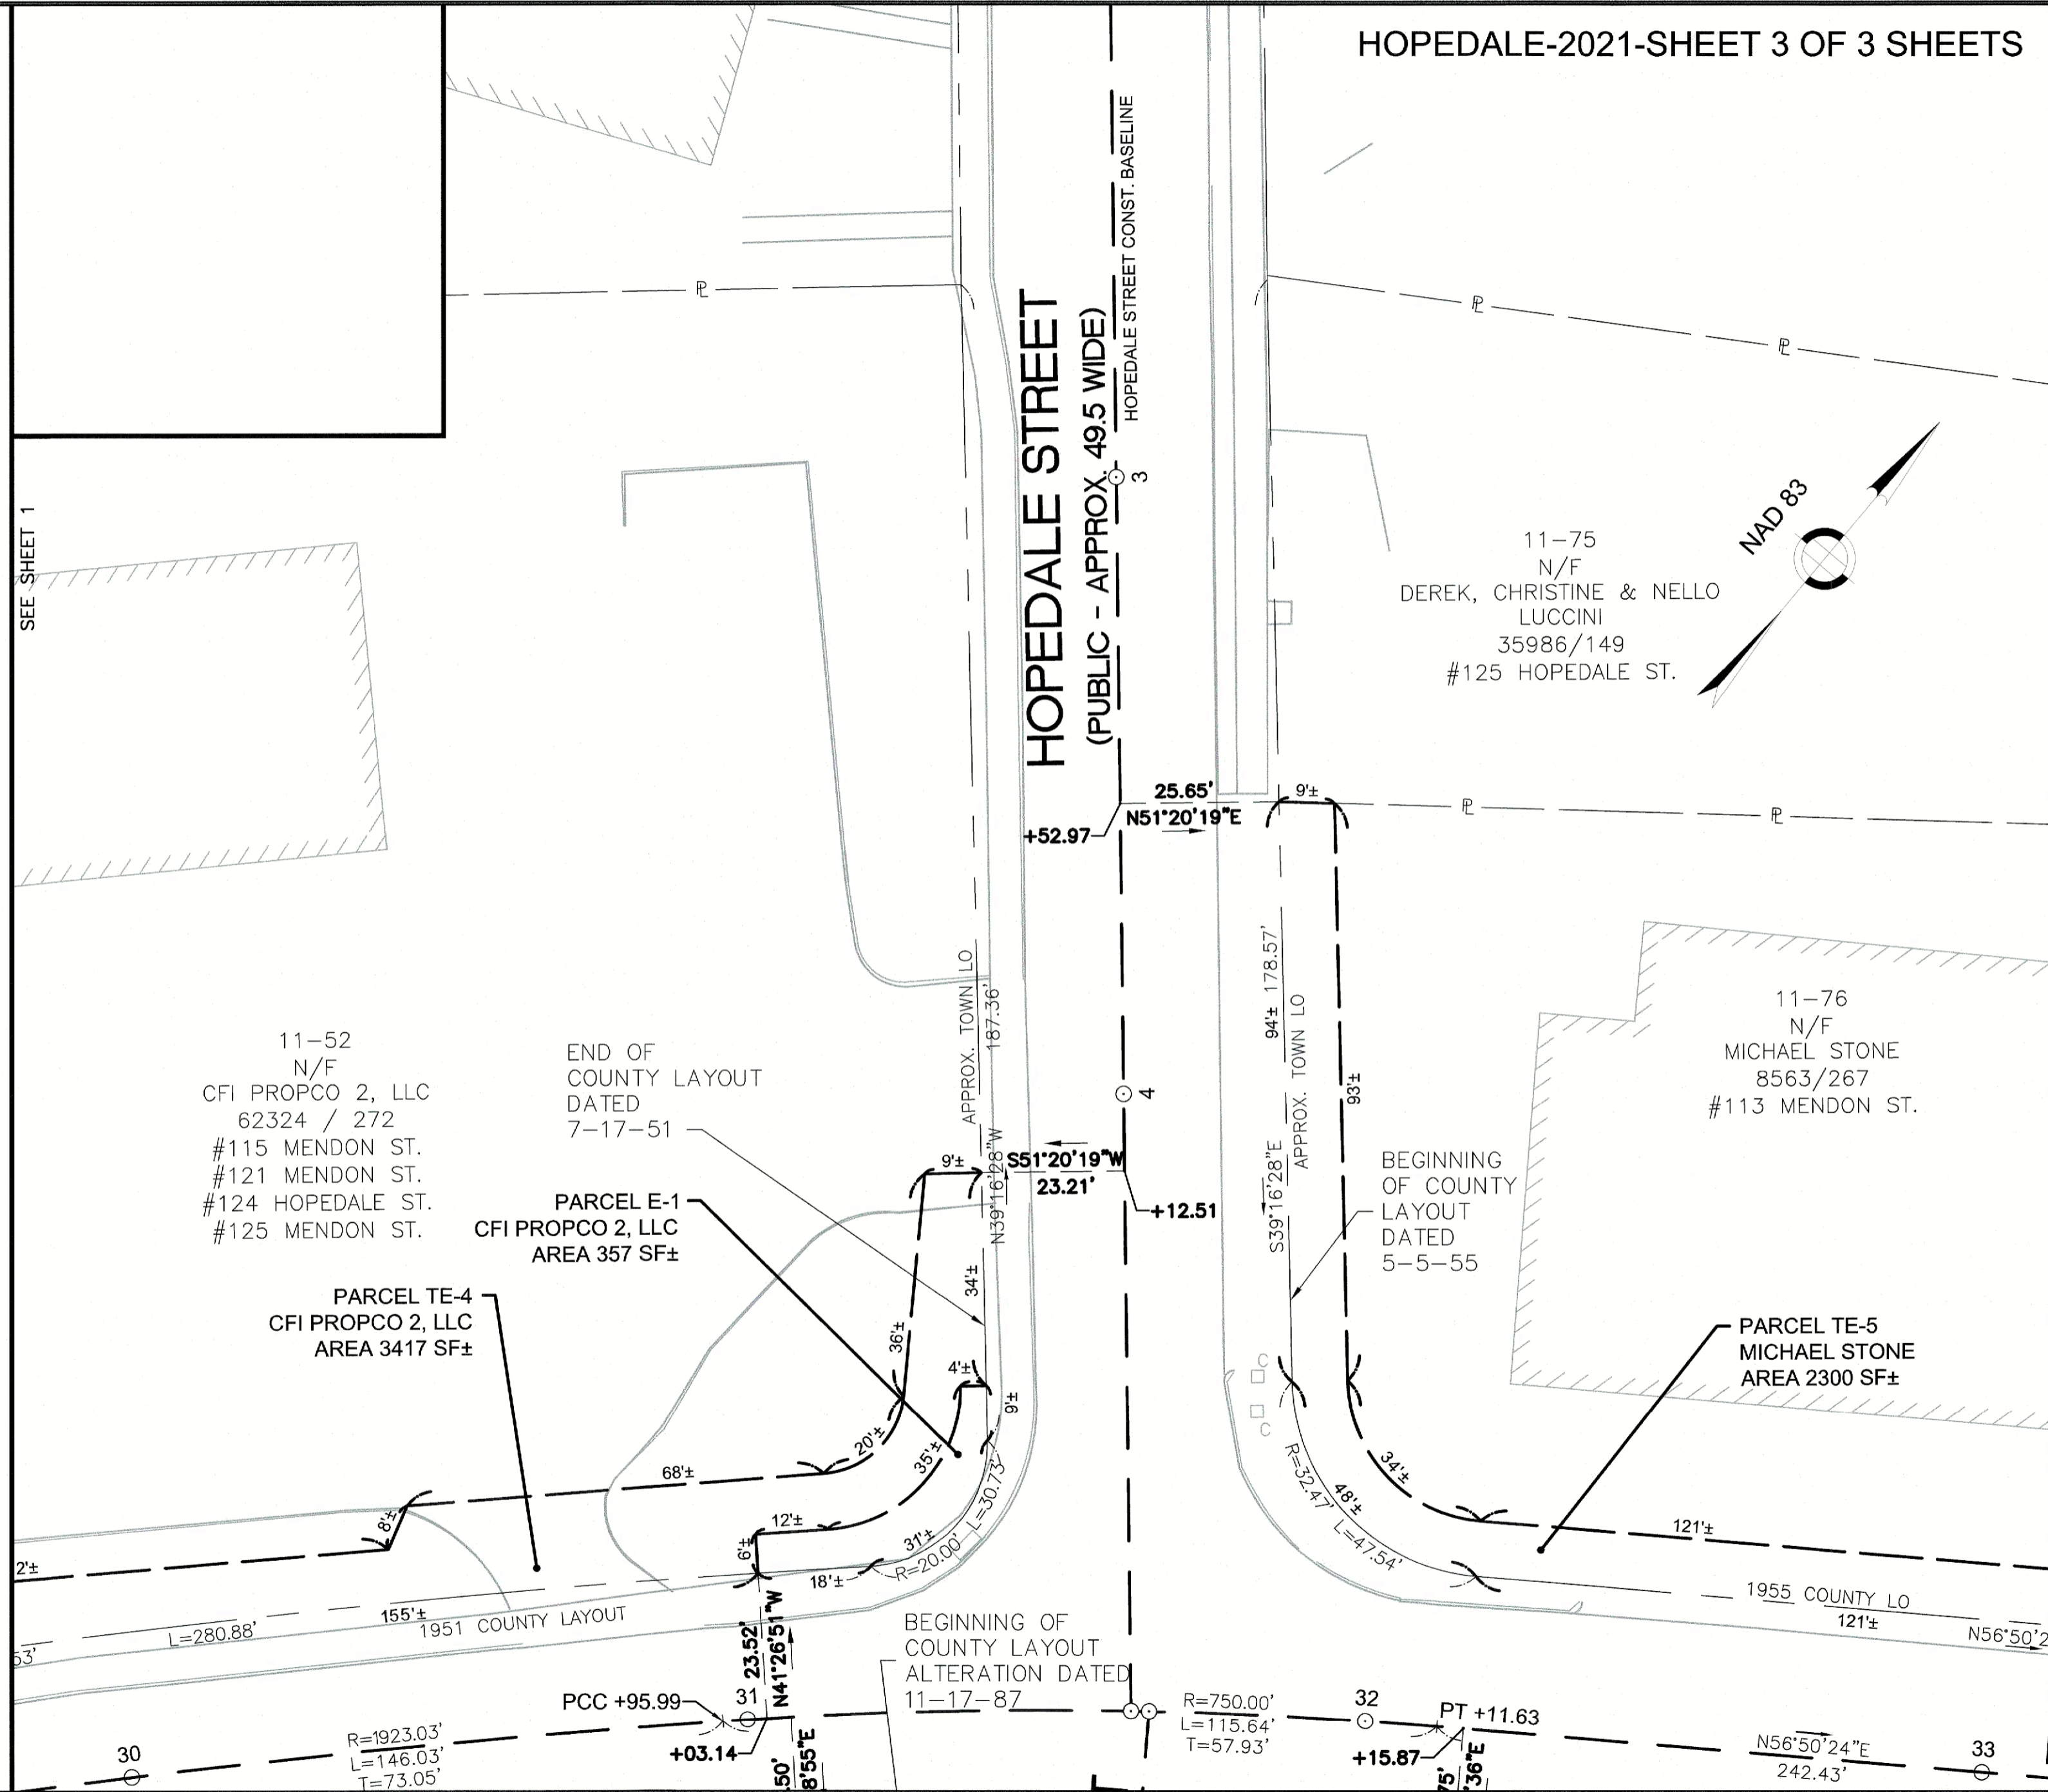 HOPEDALE-2021-SHEET 3 OF 3 SHEETS
SEE SHEET 1
HOPEDALE STREET
(PUBLIC - APPROX. 49.5 WIDE)
HOPEDALE STREET CONST. BASELINE
3
NAD 83
11-75
N/F
DEREK, CHRISTINE & NELLO
LUCCINI
35986/149
#125 HOPEDALE ST.
25.65'
N51°20'19"E
+52.97
9'±
APPROX. TOWN LO
187.36'
N39°16'28"W
94'± 178.57'
APPROX. TOWN LO
S39°16'28"E
93'±
4
11-52
N/F
CFI PROPCO 2, LLC
62324 / 272
#115 MENDON ST.
#121 MENDON ST.
#124 HOPEDALE ST.
#125 MENDON ST.
END OF
COUNTY LAYOUT
DATED
7-17-51
11-76
N/F
MICHAEL STONE
8563/267
#113 MENDON ST.
9'±
S51°20'19"W
23.21'
+12.51
BEGINNING
OF COUNTY
LAYOUT
DATED
5-5-55
PARCEL E-1
CFI PROPCO 2, LLC
AREA 357 SF±
PARCEL TE-4
CFI PROPCO 2, LLC
AREA 3417 SF±
PARCEL TE-5
MICHAEL STONE
AREA 2300 SF±
34'±
36'±
4'±
9'±
C
C
20'±
35'±
68'±
L=30.73'
R=32.47'
48'±
L=47.54'
34'±
121'±
8'±
12'±
6'±
31'±
R=20.00'
18'±
2'±
155'±
1951 COUNTY LAYOUT
L=280.88'
53'
1955 COUNTY LO
121'±
N56°50'2
23.52'
N41°26'51"W
BEGINNING OF
COUNTY LAYOUT
ALTERATION DATED
11-17-87
PCC +95.99
31
R=750.00'
L=115.64'
T=57.93'
32
PT +11.63
R=1923.03'
L=146.03'
T=73.05'
30
+03.14
+15.87
N56°50'24"E
242.43'
33
.50'
8'55"E
75'
'36"E